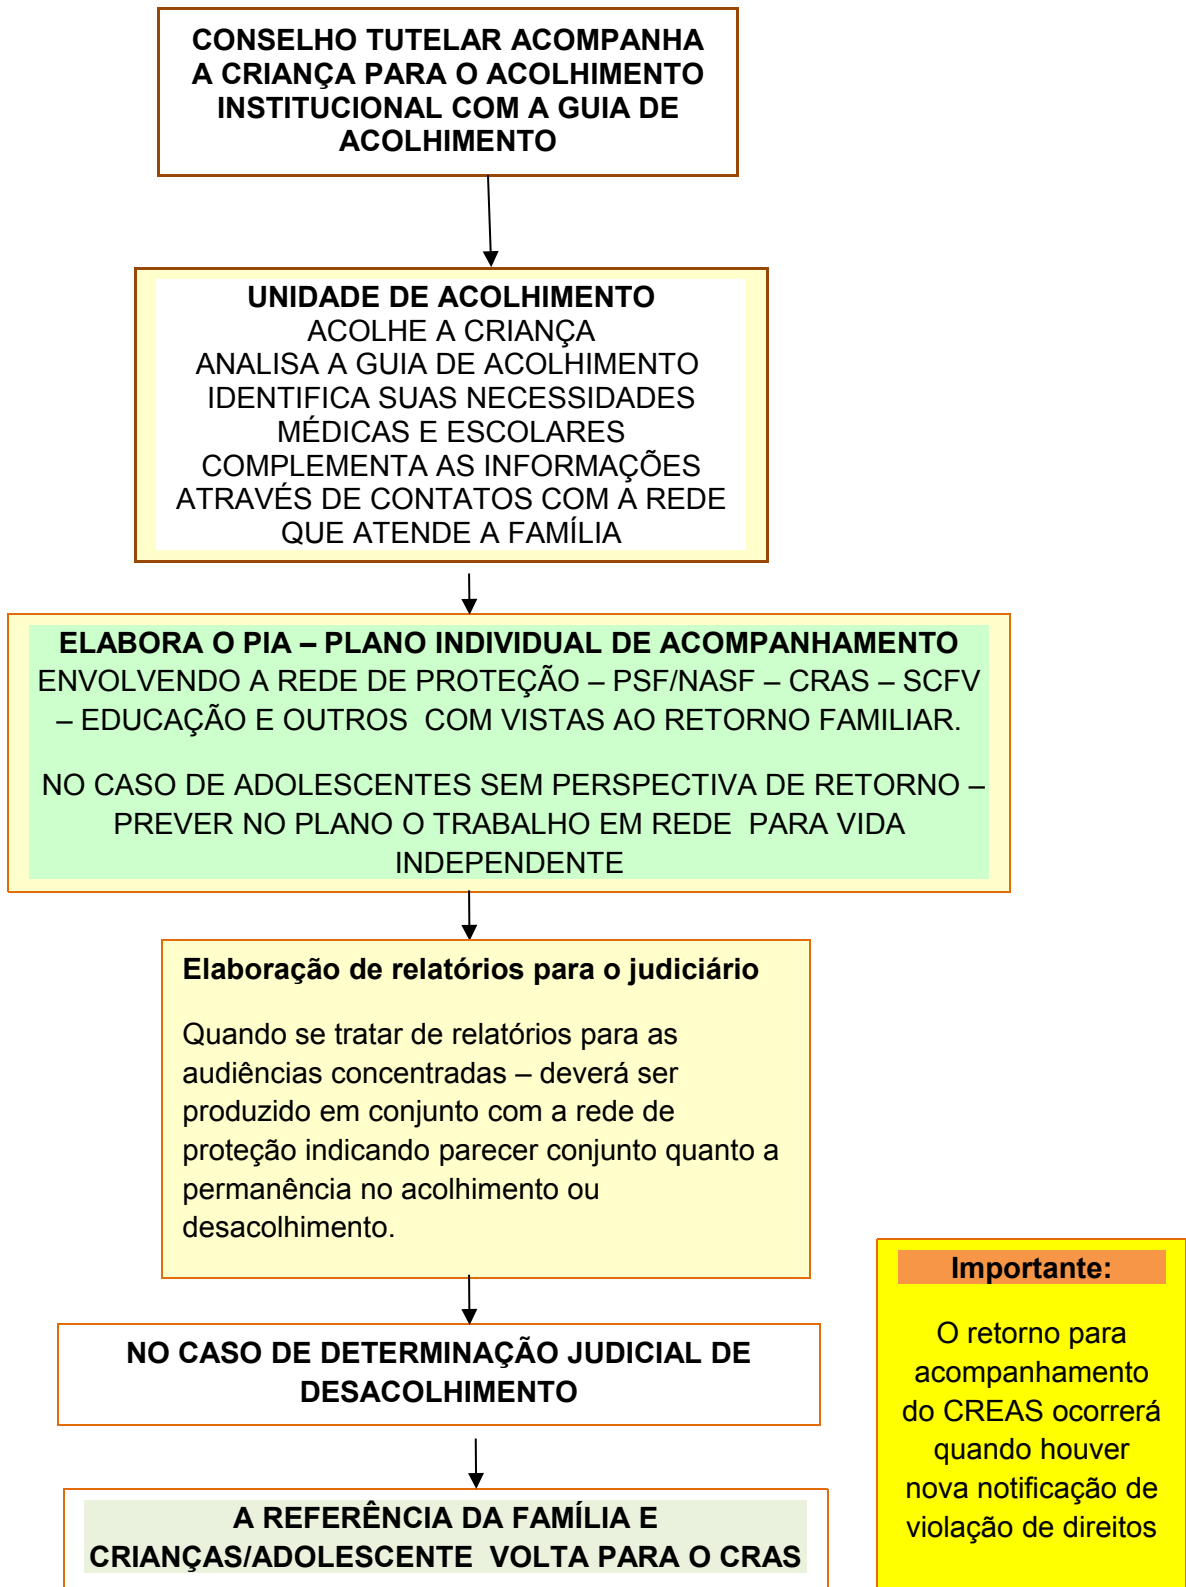 CONSELHO TUTELAR ACOMPANHA
A CRIANÇA PARA O ACOLHIMENTO
INSTITUCIONAL COM A GUIA DE
ACOLHIMENTO
UNIDADE DE ACOLHIMENTO
ACOLHE A CRIANÇA
ANALISA A GUIA DE ACOLHIMENTO
IDENTIFICA SUAS NECESSIDADES
MÉDICAS E ESCOLARES
COMPLEMENTA AS INFORMAÇÕES
ATRAVÉS DE CONTATOS COM A REDE
QUE ATENDE A FAMÍLIA
ELABORA O PIA – PLANO INDIVIDUAL DE ACOMPANHAMENTO
ENVOLVENDO A REDE DE PROTEÇÃO – PSF/NASF – CRAS – SCFV
– EDUCAÇÃO E OUTROS COM VISTAS AO RETORNO FAMILIAR.
NO CASO DE ADOLESCENTES SEM PERSPECTIVA DE RETORNO –
PREVER NO PLANO O TRABALHO EM REDE PARA VIDA
INDEPENDENTE
Elaboração de relatórios para o judiciário
Quando se tratar de relatórios para as
audiências concentradas – deverá ser
produzido em conjunto com a rede de
proteção indicando parecer conjunto quanto a
permanência no acolhimento ou
desacolhimento.
NO CASO DE DETERMINAÇÃO JUDICIAL DE
DESACOLHIMENTO
A REFERÊNCIA DA FAMÍLIA E
CRIANÇAS/ADOLESCENTE VOLTA PARA O CRAS
Importante:
O retorno para
acompanhamento
do CREAS ocorrerá
quando houver
nova notificação de
violação de direitos